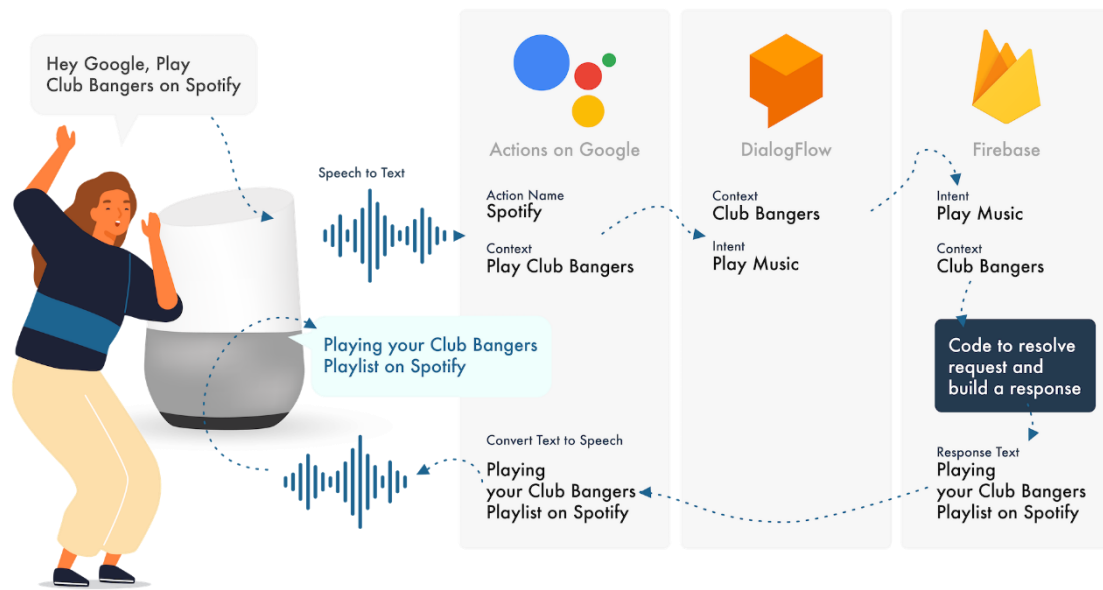 Hey Google, Play
Club Bangers on Spotify
Speech to Text
Actions on Google
Action Name
Spotify
Context
Play Club Bangers
DialogFlow
Context
Club Bangers
Intent
Play Music
Firebase
Intent
Play Music
Context
Club Bangers
Code to resolve
request and
build a response
Response Text
Playing
your Club Bangers
Playlist on Spotify
Convert Text to Speech
Playing
your Club Bangers
Playlist on Spotify
Playing your Club Bangers
Playlist on Spotify